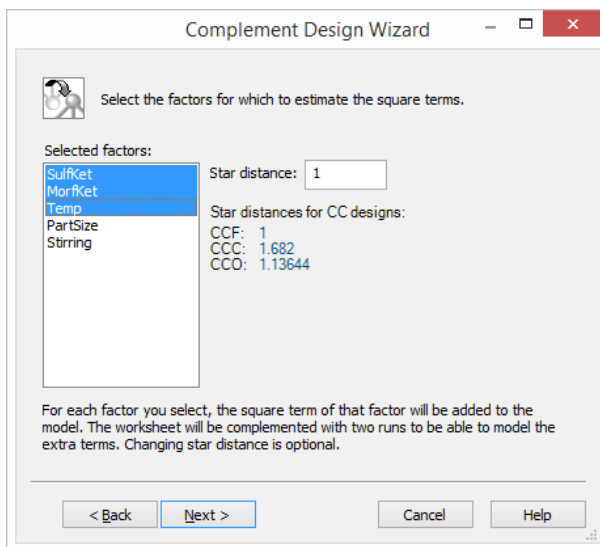 Complement Design Wizard
Select the factors for which to estimate the square terms.
Selected factors:
SulfKet
MorfKet
Temp
PartSize
Stirring
Star distance: 1
Star distances for CC designs:
CCF: 1
CCC: 1.682
CCO: 1.13644
For each factor you select, the square term of that factor will be added to the
model. The worksheet will be complemented with two runs to be able to model the
extra terms. Changing star distance is optional.
< Back Next > Cancel Help